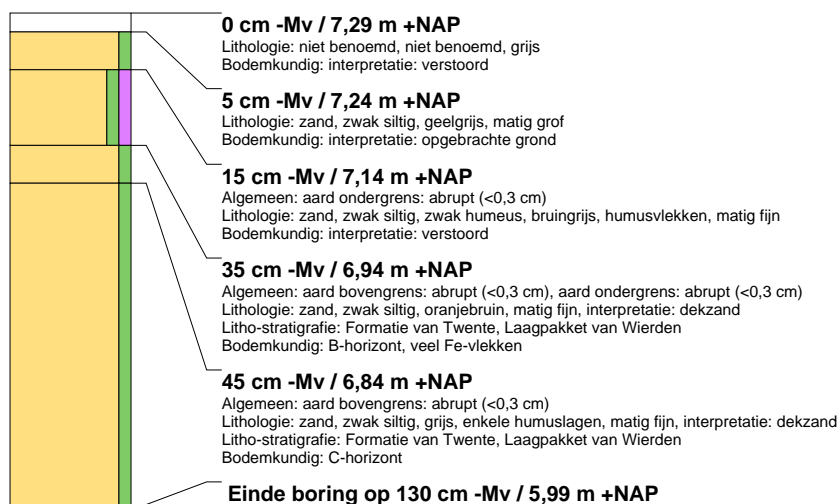 0 cm -Mv / 7,29 m +NAP
Lithologie: niet benoemd, niet benoemd, grijs
Bodemkundig: interpretatie: verstoord
5 cm -Mv / 7,24 m +NAP
Lithologie: zand, zwak siltig, geelgrijs, matig grof
Bodemkundig: interpretatie: opgebrachte grond
15 cm -Mv / 7,14 m +NAP
Algemeen: aard ondergrens: abrupt (<0,3 cm)
Lithologie: zand, zwak siltig, zwak humeus, bruingrijs, humusvlekken, matig fijn
Bodemkundig: interpretatie: verstoord
35 cm -Mv / 6,94 m +NAP
Algemeen: aard bovengrens: abrupt (<0,3 cm), aard ondergrens: abrupt (<0,3 cm)
Lithologie: zand, zwak siltig, oranjebruin, matig fijn, interpretatie: dekzand
Litho-stratigrafie: Formatie van Twente, Laagpakket van Wierden
Bodemkundig: B-horizont, veel Fe-vlekken
45 cm -Mv / 6,84 m +NAP
Algemeen: aard bovengrens: abrupt (<0,3 cm)
Lithologie: zand, zwak siltig, grijs, enkele humuslagen, matig fijn, interpretatie: dekzand
Litho-stratigrafie: Formatie van Twente, Laagpakket van Wierden
Bodemkundig: C-horizont
Einde boring op 130 cm -Mv / 5,99 m +NAP